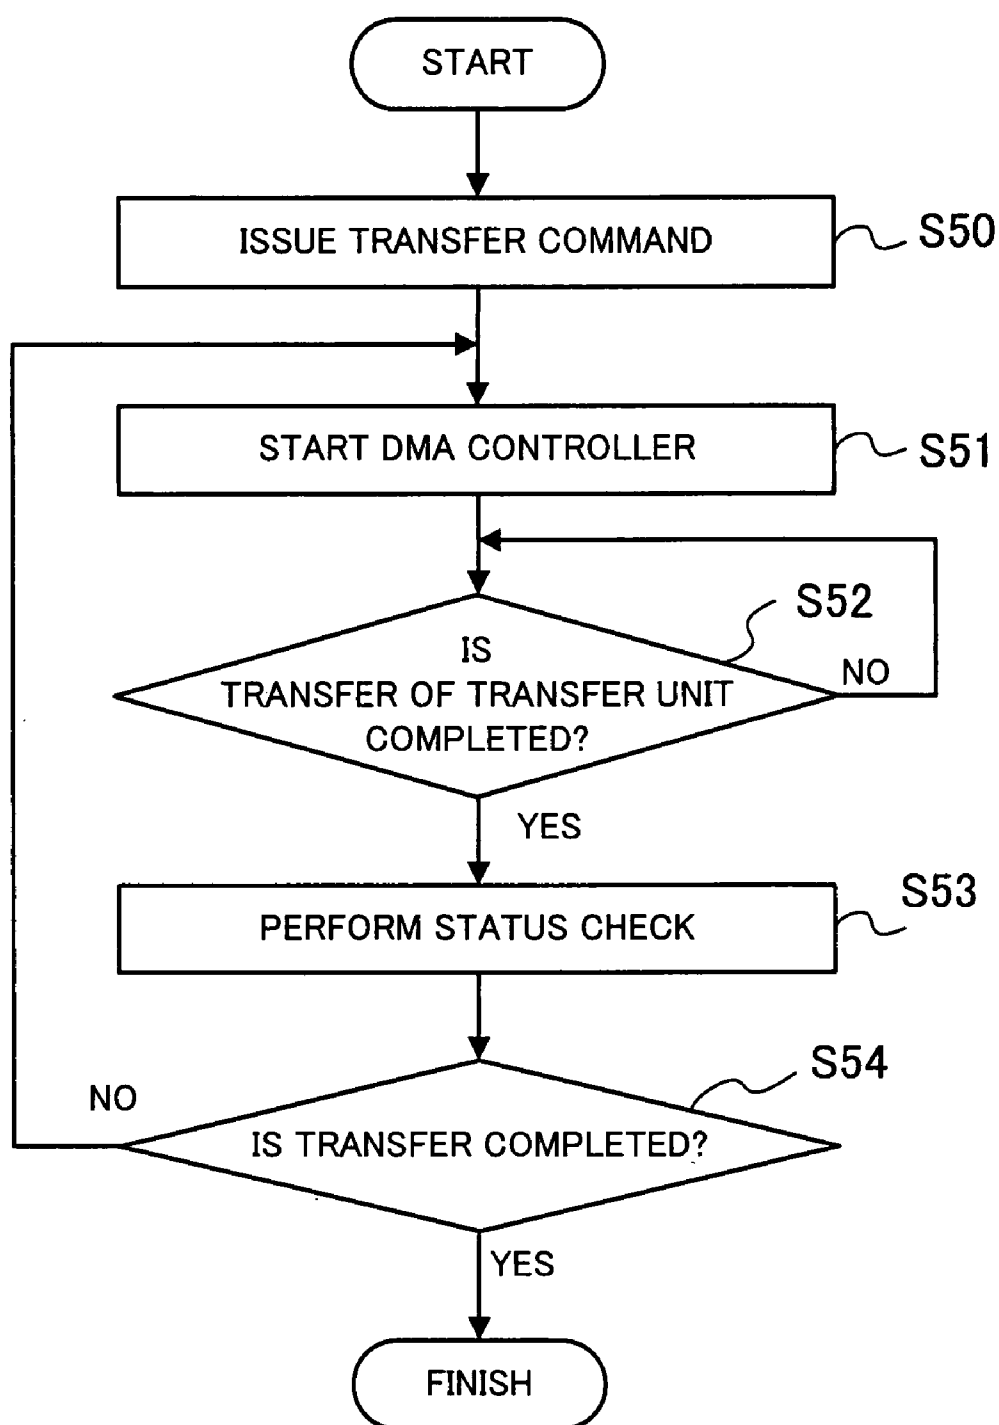 START
ISSUE TRANSFER COMMAND
S50
START DMA CONTROLLER
S51
S52
IS
TRANSFER OF TRANSFER UNIT
COMPLETED?
NO
YES
PERFORM STATUS CHECK
S53
S54
NO
IS TRANSFER COMPLETED?
YES
FINISH